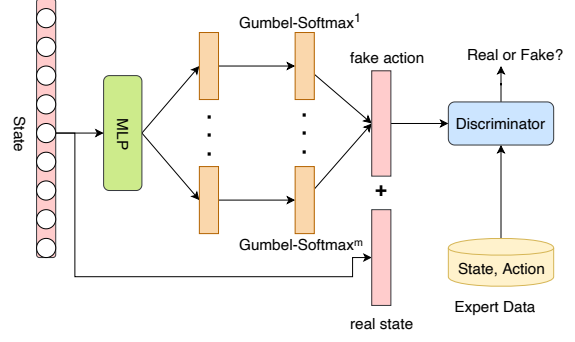 State
MLP
Gumbel-Softmax1
Gumbel-Softmaxm
fake action
+
real state
Real or Fake?
Discriminator
State, Action
Expert Data